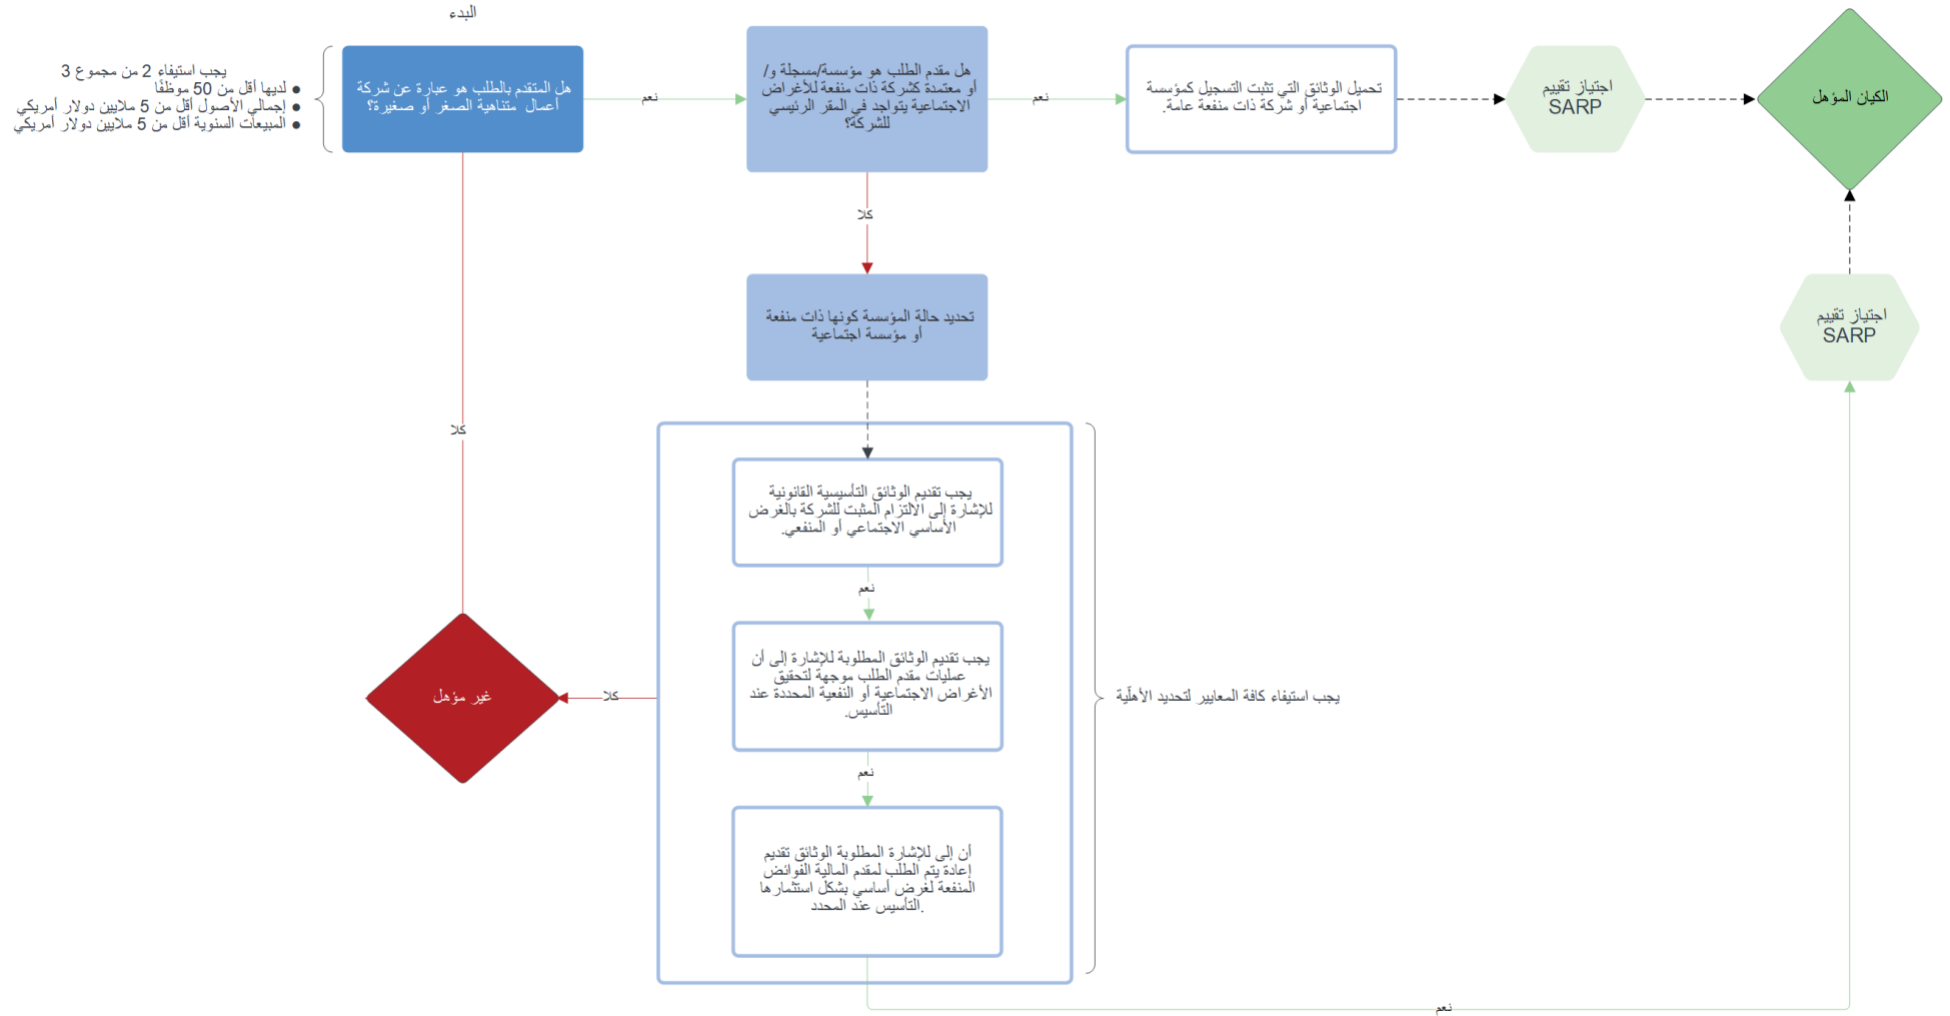 البدء
يجب استيفاء 2 من مجموع 3
● لديها أقل من 50 موظفًا
● إجمالي الأصول أقل من 5 ملايين دولار أمريكي
● المبيعات السنوية أقل من 5 ملايين دولار أمريكي
هل المتقدم بالطلب هو عبارة عن شركة
أعمال متناهية الصغر أو صغيرة؟
نعم
هل مقدم الطلب هو مؤسسة/مسجلة و/
أو معتمدة كشركة ذات منفعة للأغراض
الاجتماعية يتواجد في المقر الرئيسي
للشركة؟
نعم
تحميل الوثائق التي تثبت التسجيل كمؤسسة
اجتماعية أو شركة ذات منفعة عامة.
اجتياز تقييم
SARP
الكيان المؤهل
كلا
تحديد حالة المؤسسة كونها ذات منفعة
أو مؤسسة اجتماعية
اجتياز تقييم
SARP
كلا
يجب تقديم الوثائق التأسيسية القانونية
للإشارة إلى الالتزام المثبت للشركة بالغرض
الأساسي الاجتماعي أو المنفعي.
نعم
يجب تقديم الوثائق المطلوبة للإشارة إلى أن
عمليات مقدم الطلب موجهة لتحقيق
الأغراض الاجتماعية أو النفعية المحددة عند
التأسيس.
كلا
غير مؤهل
يجب استيفاء كافة المعايير لتحديد الأهلّية
نعم
أن إلى للإشارة المطلوبة الوثائق تقديم
إعادة يتم الطلب لمقدم المالية الفوائض
المنفعة لغرض أساسي بشكل استثمارها
.التأسيس عند المحدد
نعم